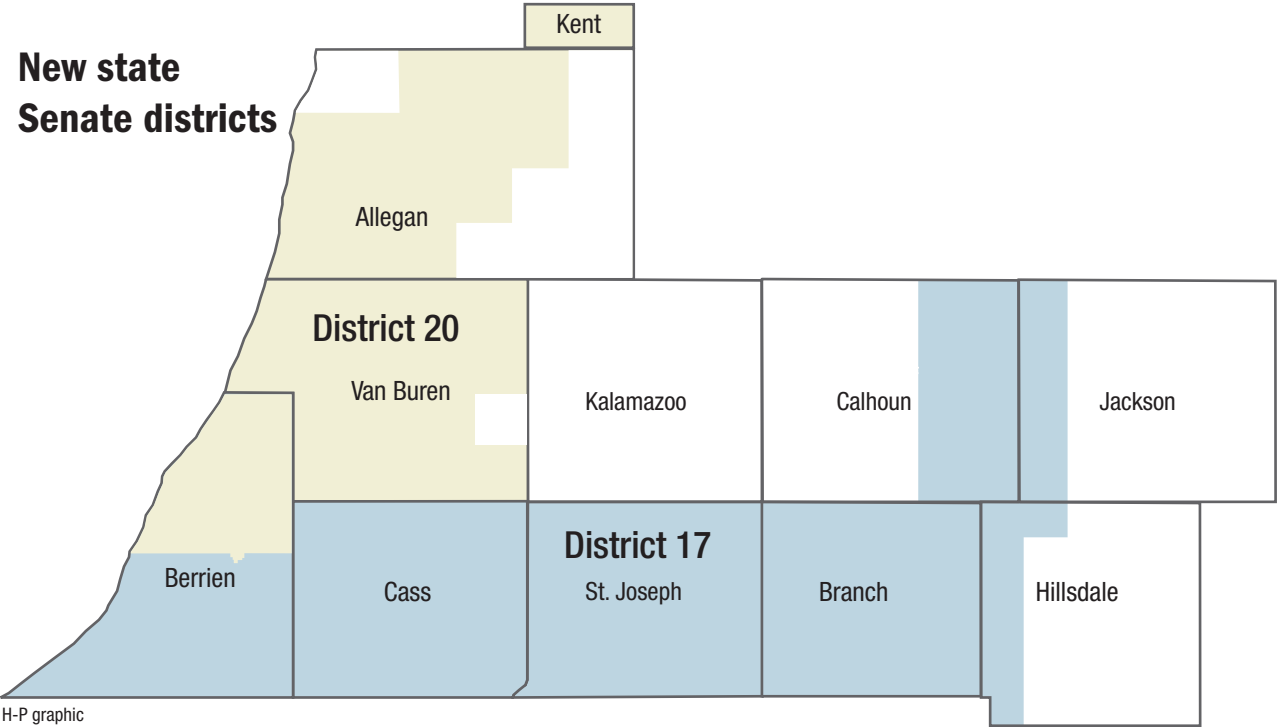 New state
Senate districts
Kent
Allegan
District 20
Van Buren
Kalamazoo
Calhoun
Jackson
District 17
Berrien
Cass
St. Joseph
Branch
Hillsdale
H-P graphic